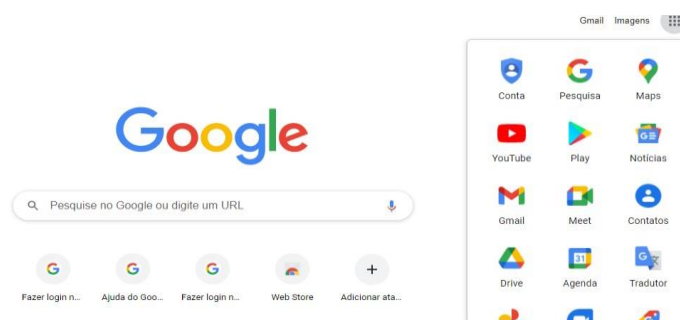 Gmail Imagens
Google
Pesquise no Google ou digite um URL
Fazer login n... Ajuda do Goo... Fazer login n... Web Store Adicionar ata...
Conta Pesquisa Maps
YouTube Play Notícias
Gmail Meet Contatos
31
Drive Agenda Tradutor